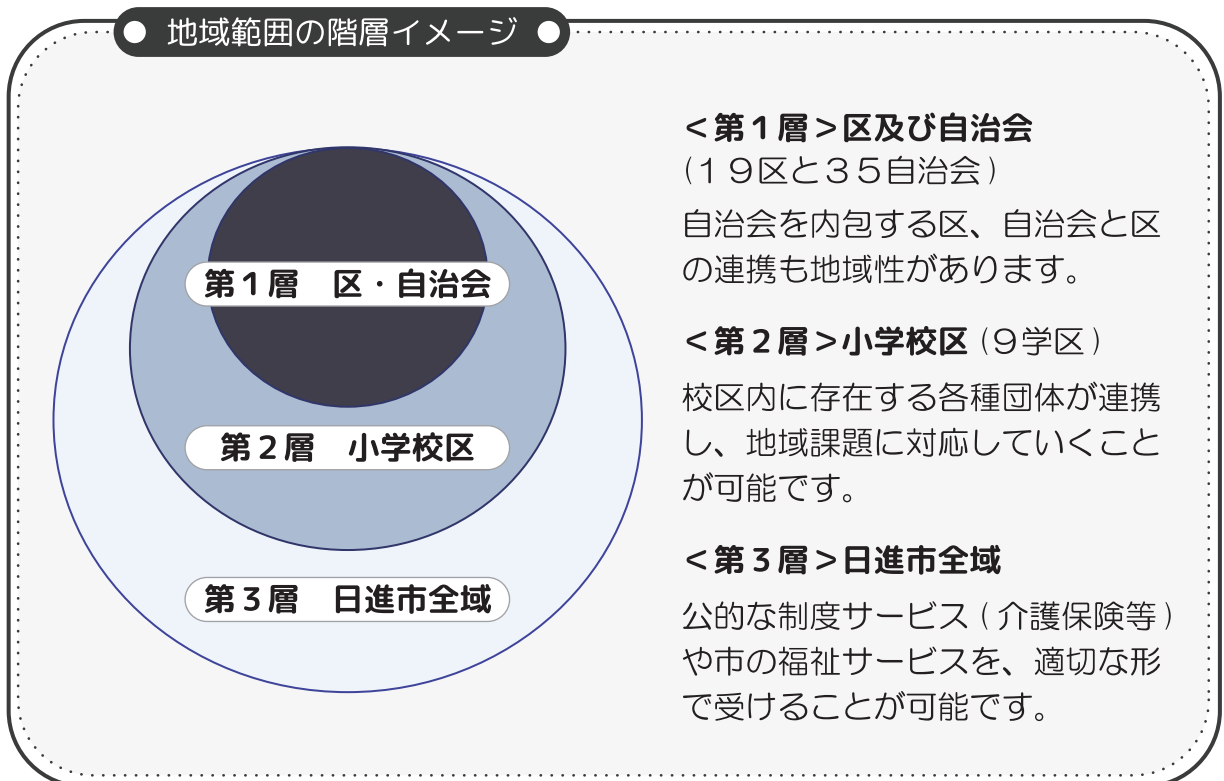 地域範囲の階層イメージ
第１層　区・自治会
第２層　小学校区
第３層　日進市全域
＜第１層＞区及び自治会
(１９区と３５自治会）
自治会を内包する区、自治会と区
の連携も地域性があります。
＜第２層＞小学校区 (９学区）
校区内に存在する各種団体が連携
し、地域課題に対応していくこと
が可能です。
＜第３層＞日進市全域
公的な制度サービス ( 介護保険等 )
や市の福祉サービスを、適切な形
で受けることが可能です。